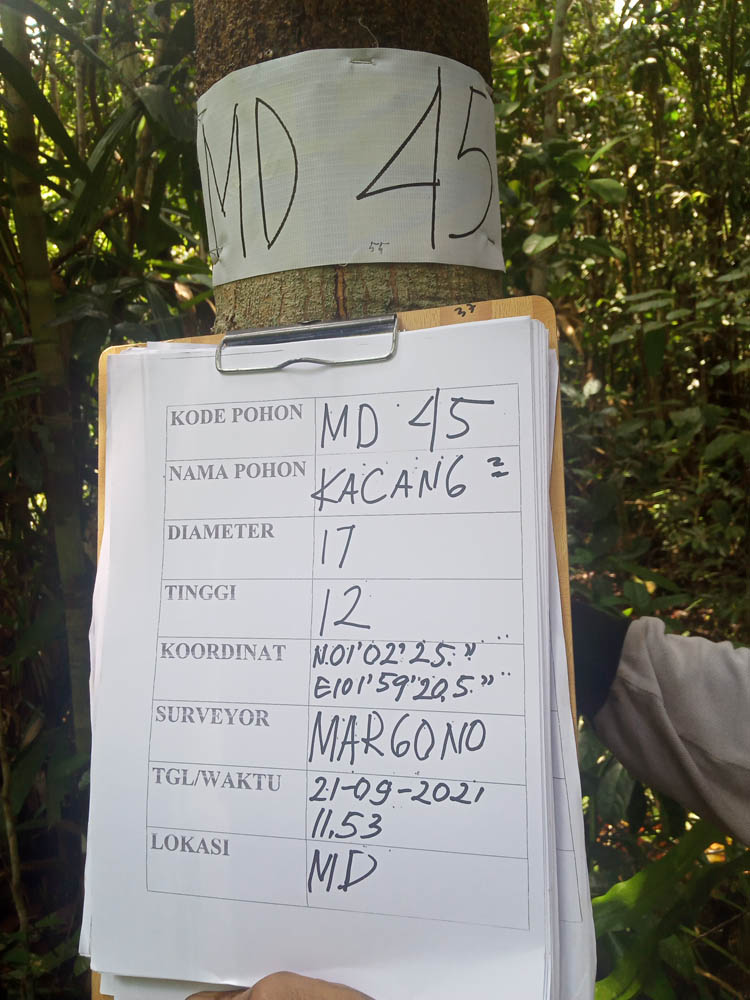 MD 45
KODE POHON MD 45
NAMA POHON KACANG ²
DIAMETER 17
TINGGI 12
KOORDINAT N.01'02'25."
E101'59'20,5"
SURVEYOR MARGONO
TGL/WAKTU 21-09-2021
11.53
LOKASI MD